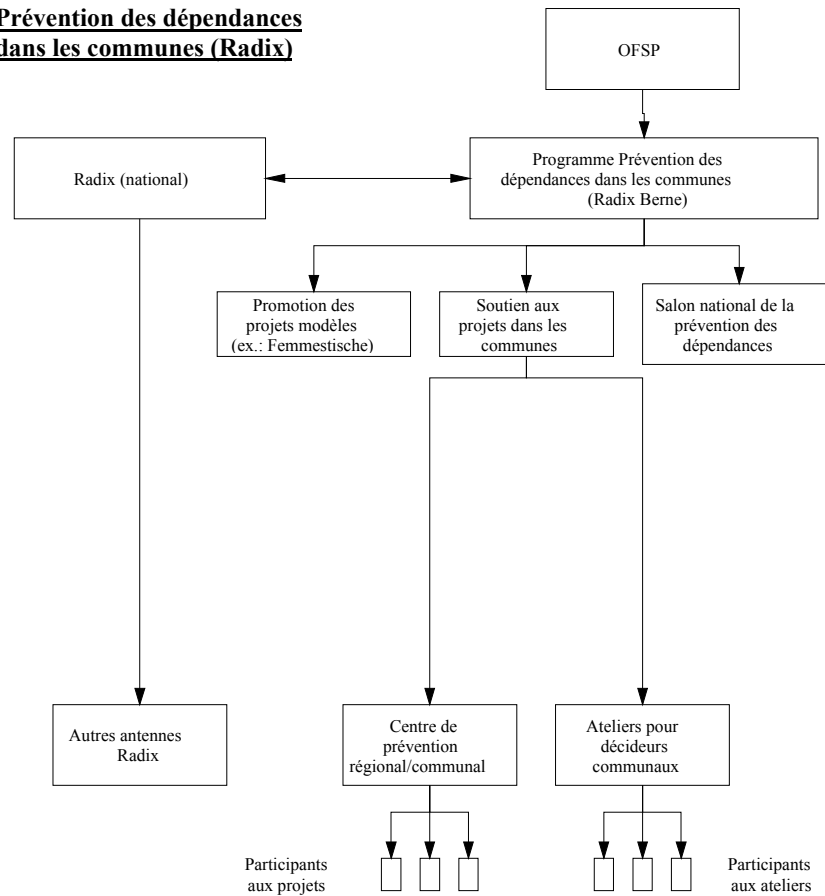 Prévention des dépendances
dans les communes (Radix)
OFSP
Radix (national)
Programme Prévention des
dépendances dans les communes
(Radix Berne)
Promotion des
projets modèles
(ex.: Femmestische)
Soutien aux
projets dans les
communes
Salon national de la
prévention des
dépendances
Autres antennes
Radix
Centre de
prévention
régional/communal
Ateliers pour
décideurs
communaux
Participants
aux projets
Participants
aux ateliers